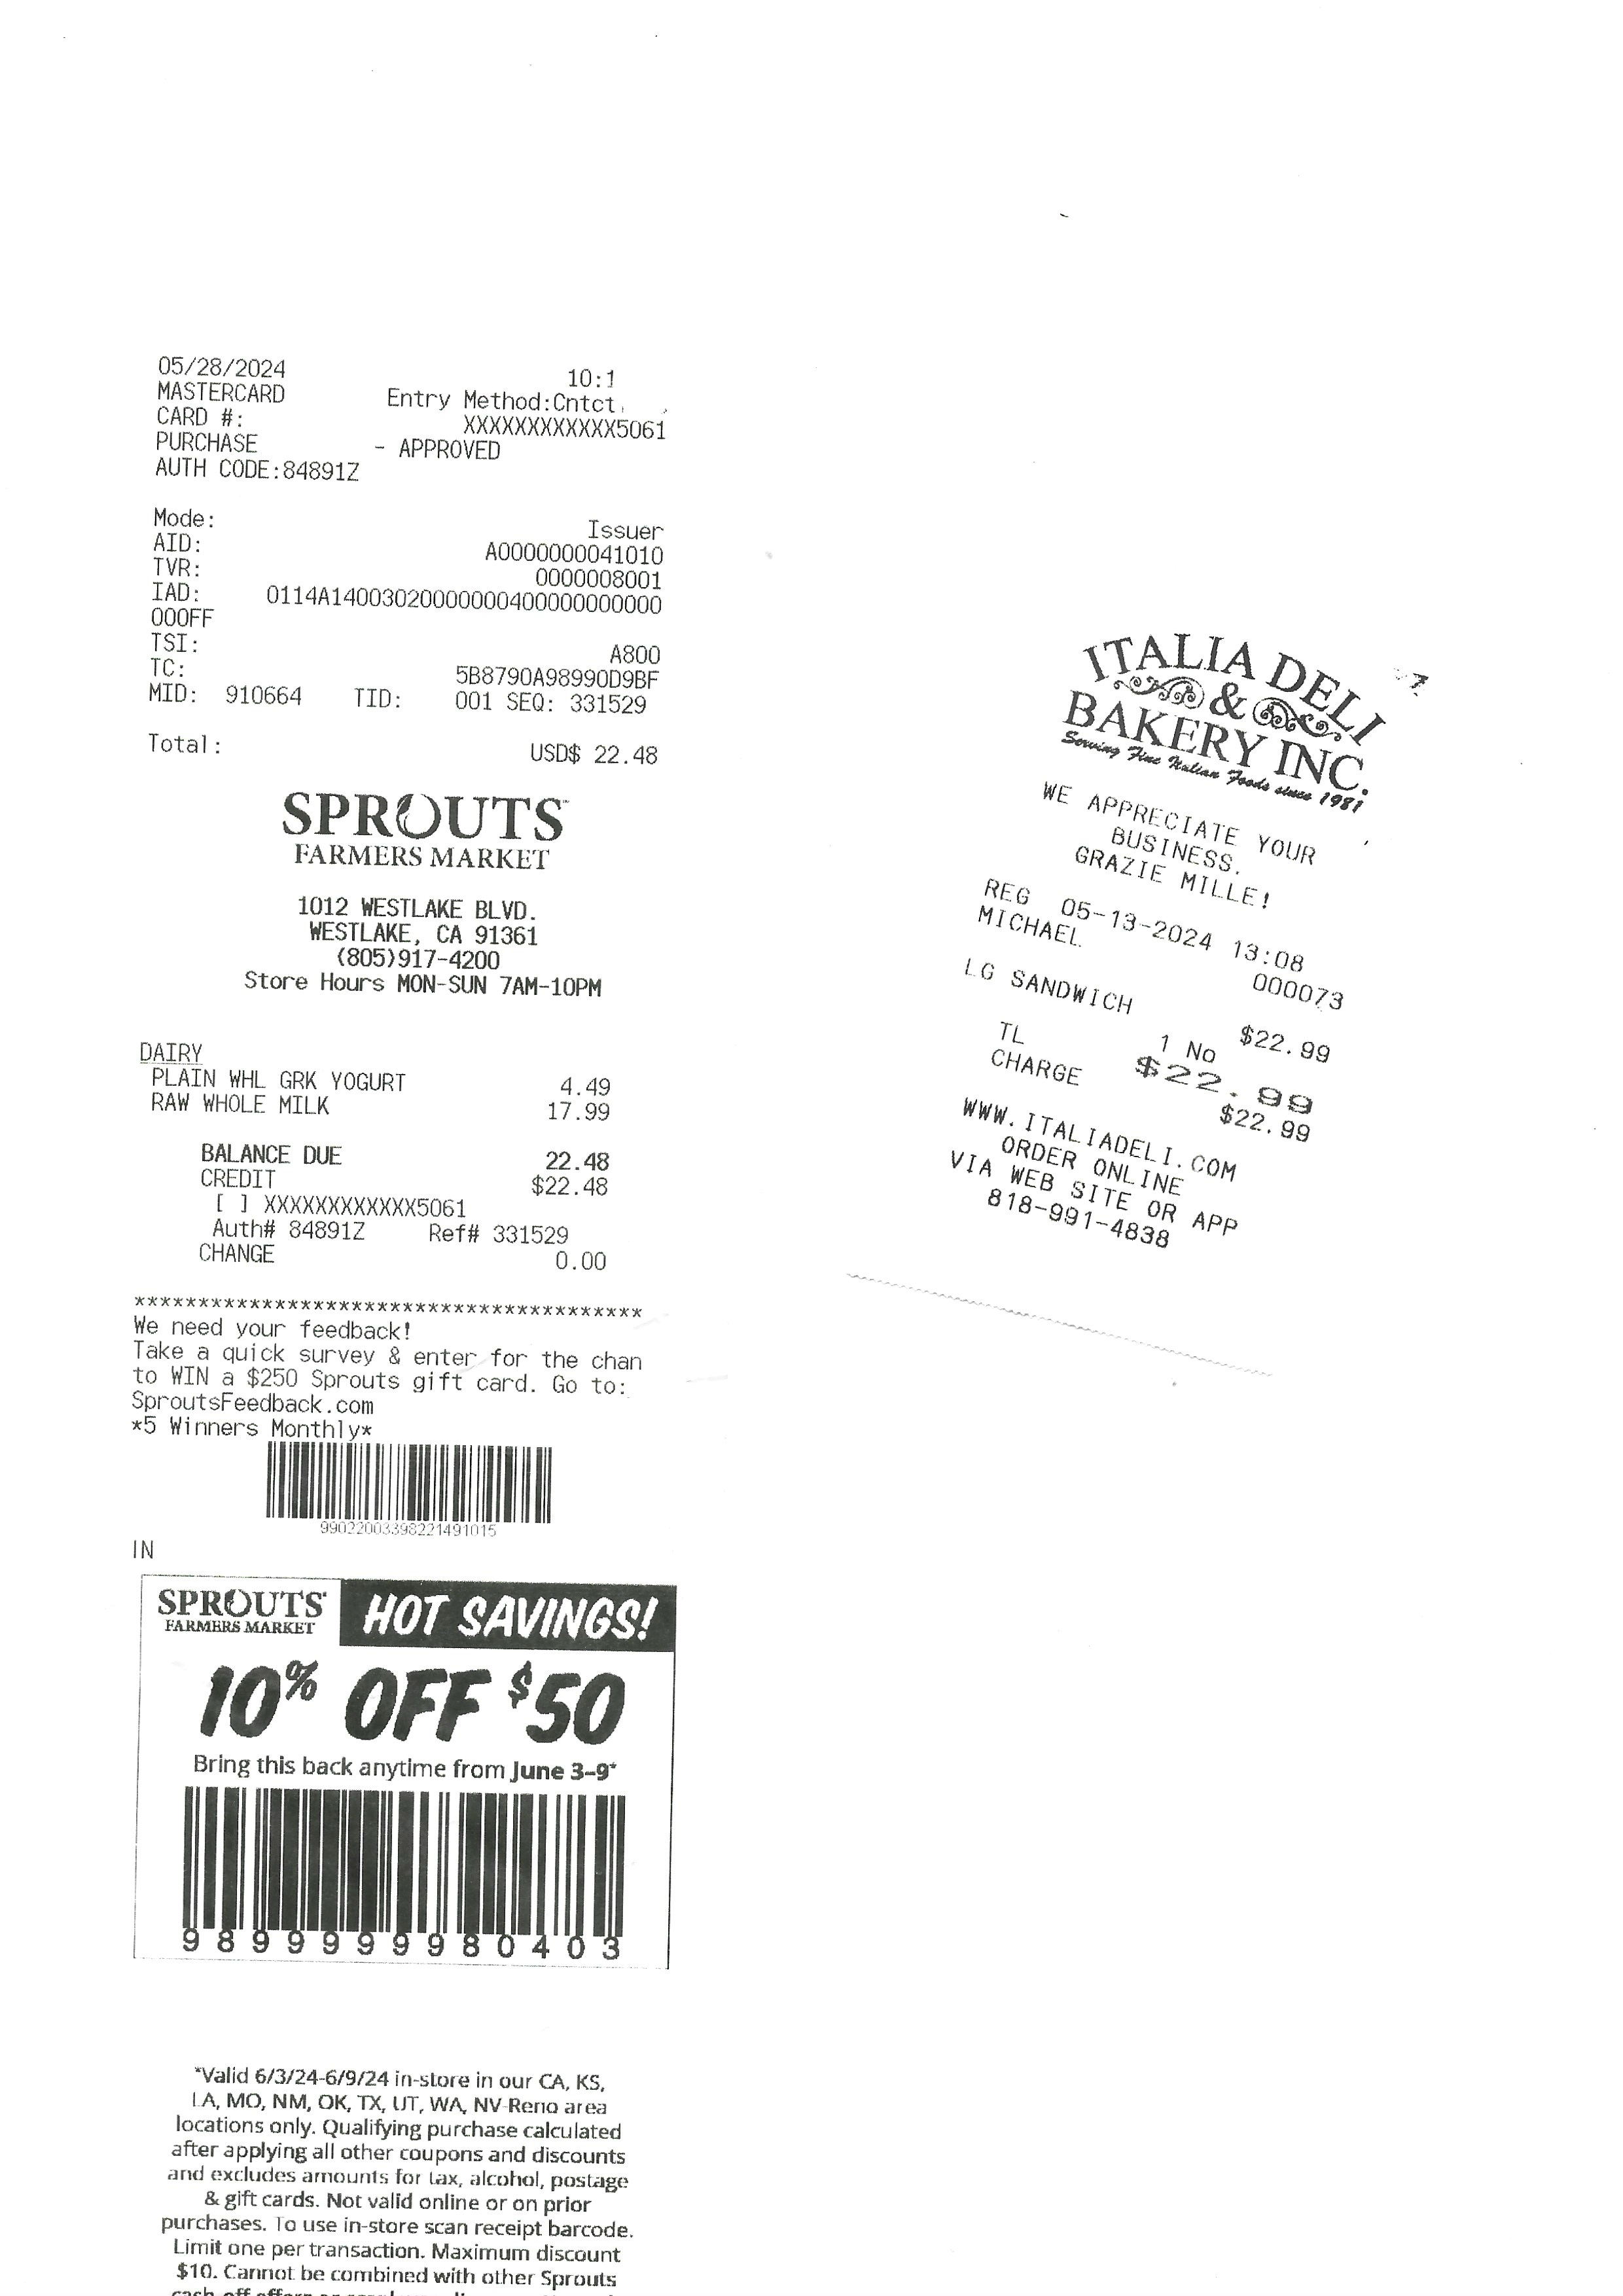 05/28/2024 10:1
MASTERCARD Entry Method:Cntct
CARD #: XXXXXXXXXXXX5061
PURCHASE - APPROVED
AUTH CODE:84891Z
Mode: Issuer
AID: A0000000041010
TVR: 0000008001
IAD: 0114A1400302000000040000000000
000FF
TSI: A800
TC: 5B8790A98990D9BF
MID: 910664 TID: 001 SEQ: 331529
Total: USD$ 22.48
SPROUTS
FARMERS MARKET
1012 WESTLAKE BLVD.
WESTLAKE, CA 91361
(805)917-4200
Store Hours MON-SUN 7AM-10PM
DAIRY
PLAIN WHL GRK YOGURT 4.49
RAW WHOLE MILK 17.99
BALANCE DUE 22.48
CREDIT $22.48
[ ] XXXXXXXXXXXX5061
Auth# 84891Z Ref# 331529
CHANGE 0.00
****************************************
We need your feedback!
Take a quick survey & enter for the chan
to WIN a $250 Sprouts gift card. Go to:
SproutsFeedback.com
*5 Winners Monthly*
99022003398221491015
IN
SPROUTS
FARMERS MARKET
HOT SAVINGS!
10% OFF $50
Bring this back anytime from June 3–9*
9899999980403
*Valid 6/3/24-6/9/24 in-store in our CA, KS,
LA, MO, NM, OK, TX, UT, WA, NV-Reno area
locations only. Qualifying purchase calculated
after applying all other coupons and discounts
and excludes amounts for tax, alcohol, postage
& gift cards. Not valid online or on prior
purchases. To use in-store scan receipt barcode.
Limit one per transaction. Maximum discount
$10. Cannot be combined with other Sprouts
ITALIA DELI
&
BAKERY INC.
Serving Fine Italian Foods since 1981
WE APPRECIATE YOUR
BUSINESS.
GRAZIE MILLE!
REG 05-13-2024 13:08
MICHAEL 000073
LG SANDWICH $22.99
1 No
TL $22.99
CHARGE $22.99
WWW.ITALIADELI.COM
ORDER ONLINE
VIA WEB SITE OR APP
818-991-4838